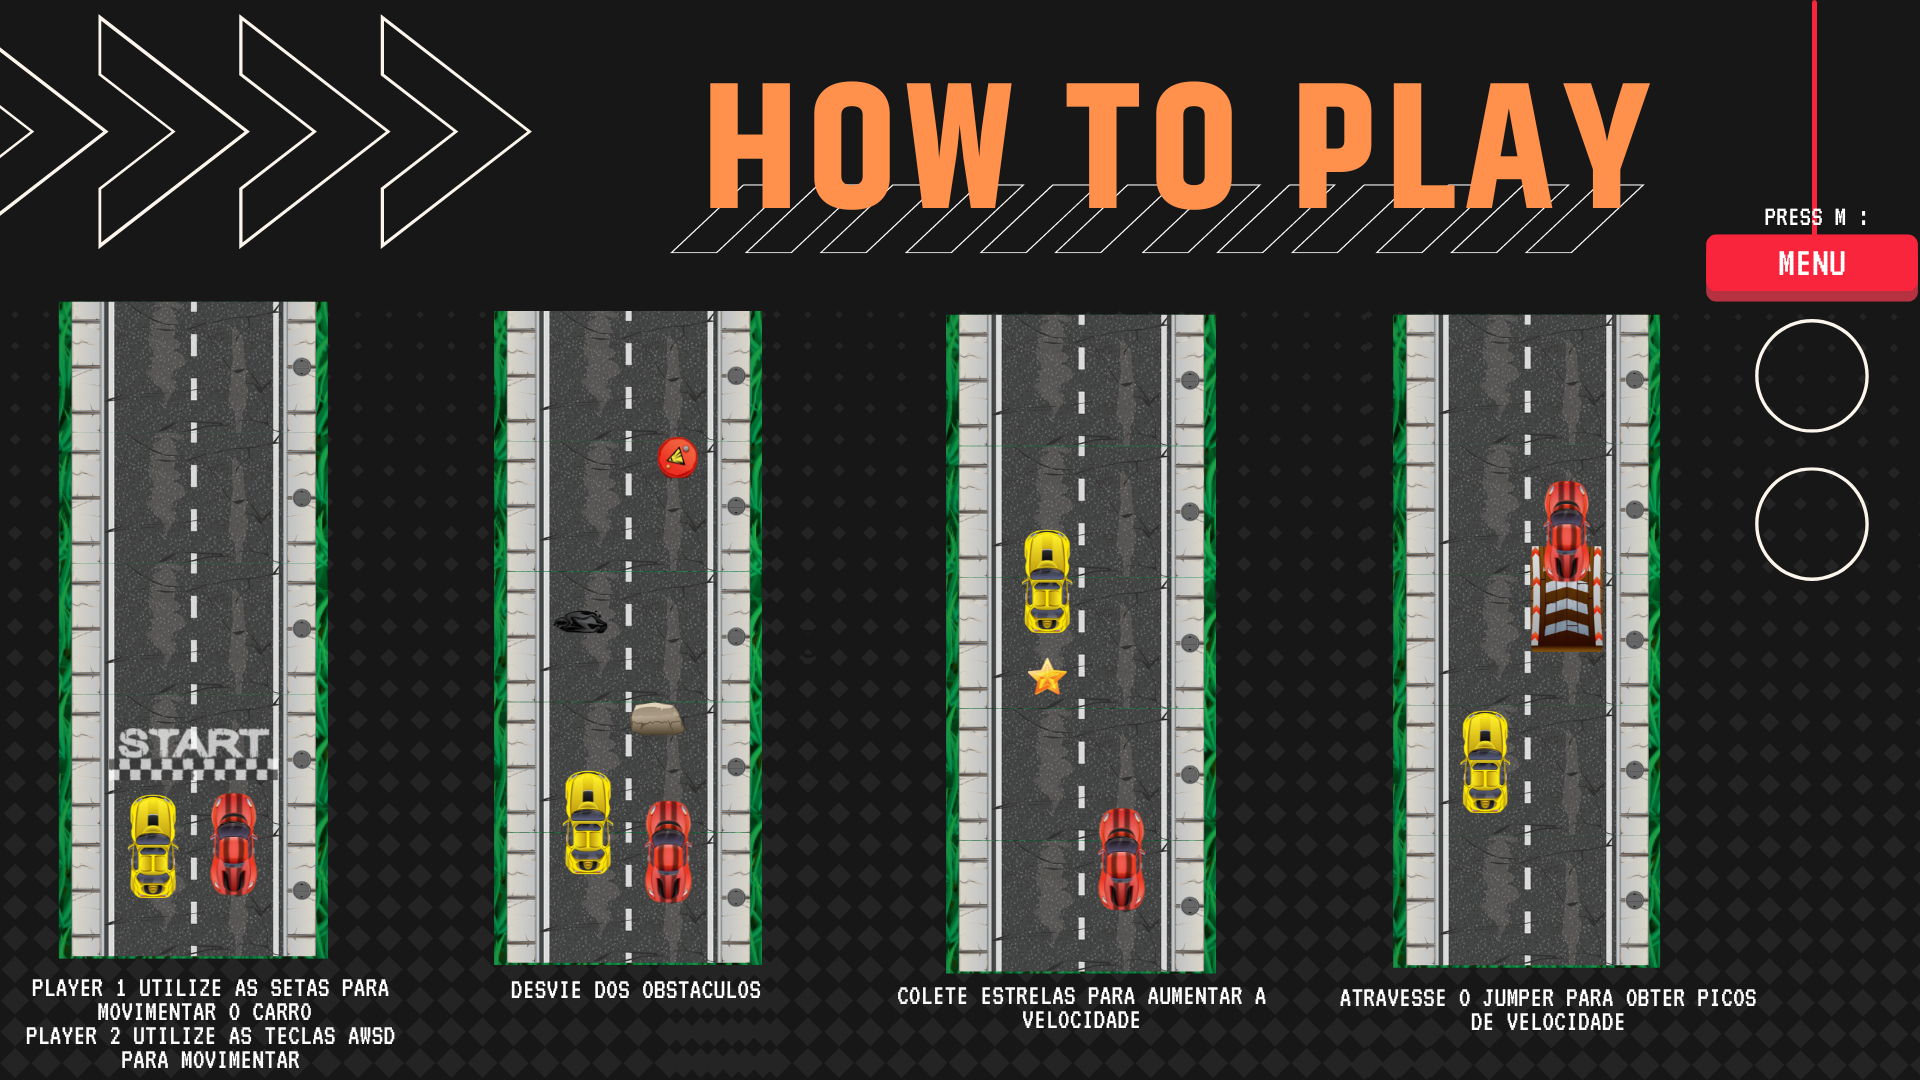 HOW TO PLAY
PRESS M :
MENU
START
PLAYER 1 UTILIZE AS SETAS PARA
MOVIMENTAR O CARRO
PLAYER 2 UTILIZE AS TECLAS AWSD
PARA MOVIMENTAR
DESVIE DOS OBSTACULOS
COLETE ESTRELAS PARA AUMENTAR A
VELOCIDADE
ATRAVESSE O JUMPER PARA OBTER PICOS
DE VELOCIDADE